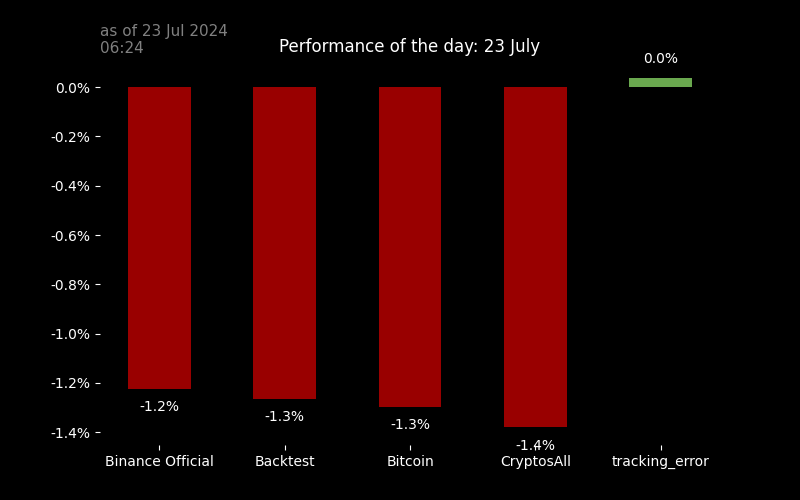 as of 23 Jul 2024
06:24
Performance of the day: 23 July
0.0%
0.0%
-0.2%
-0.4%
-0.6%
-0.8%
-1.0%
-1.2%
-1.4%
-1.2%
-1.3%
-1.3%
-1.4%
Binance Official
Backtest
Bitcoin
CryptosAll
tracking_error